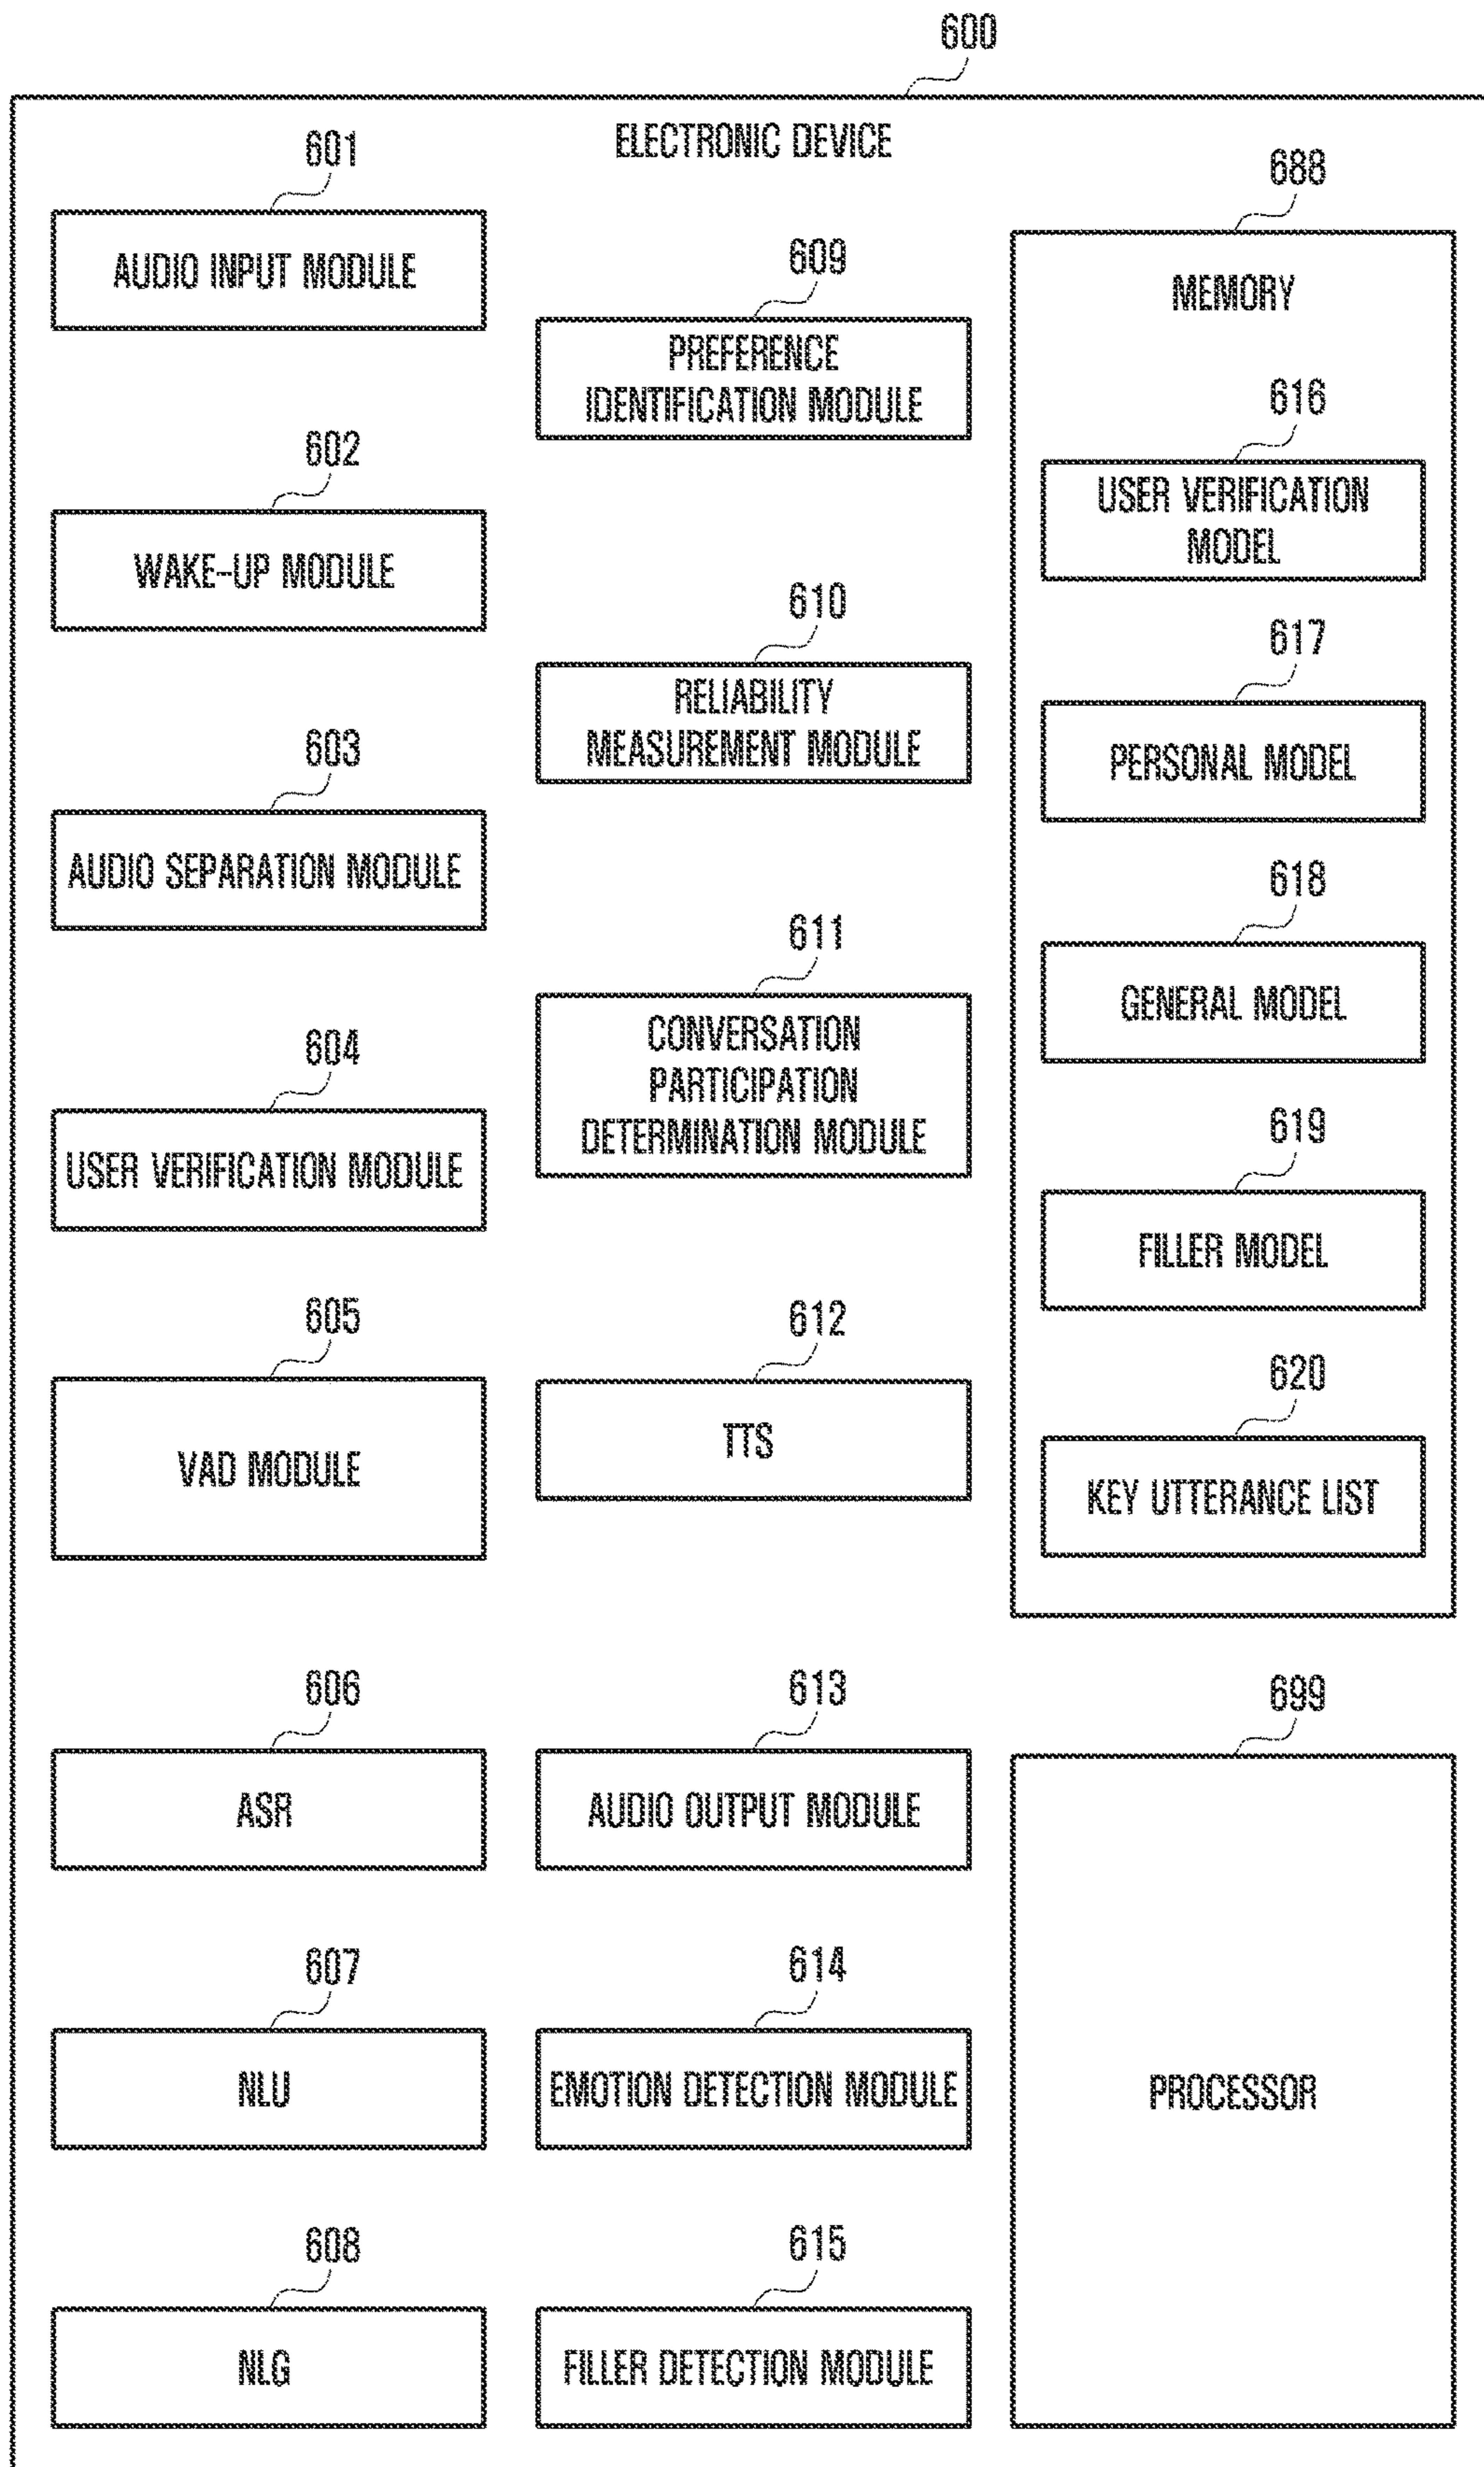 600
ELECTRONIC DEVICE
601
AUDIO INPUT MODULE
602
WAKE-UP MODULE
603
AUDIO SEPARATION MODULE
604
USER VERIFICATION MODULE
605
VAD MODULE
606
ASR
607
NLU
608
NLG
609
PREFERENCE
IDENTIFICATION MODULE
610
RELIABILITY
MEASUREMENT MODULE
611
CONVERSATION
PARTICIPATION
DETERMINATION MODULE
612
TTS
613
AUDIO OUTPUT MODULE
614
EMOTION DETECTION MODULE
615
FILLER DETECTION MODULE
688
MEMORY
616
USER VERIFICATION
MODEL
617
PERSONAL MODEL
618
GENERAL MODEL
619
FILLER MODEL
620
KEY UTTERANCE LIST
699
PROCESSOR